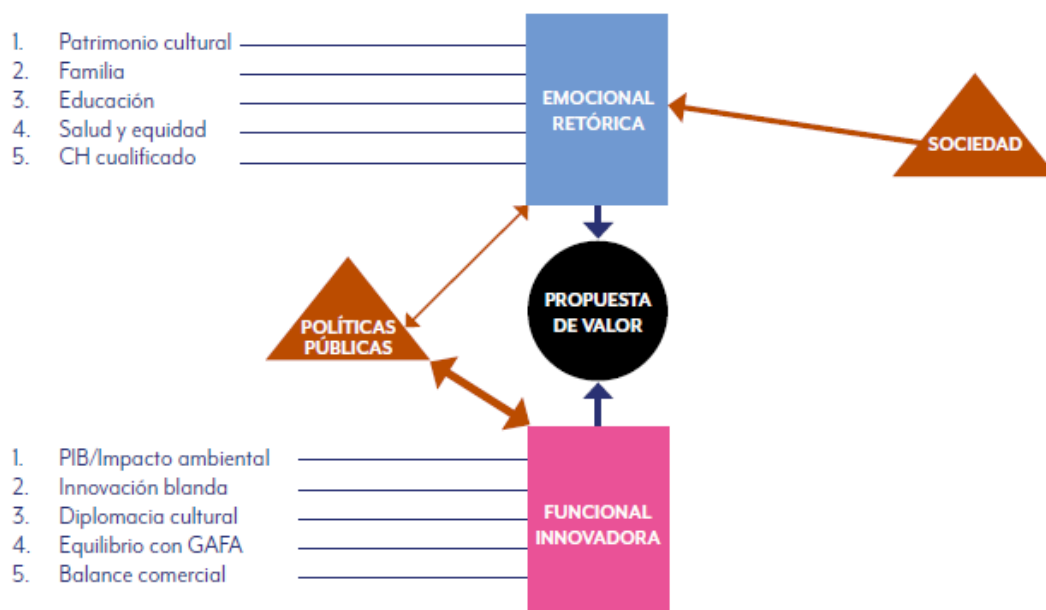 1. Patrimonio cultural
2. Familia
3. Educación
4. Salud y equidad
5. CH cualificado
EMOCIONAL
RETÓRICA
SOCIEDAD
PROPUESTA
DE VALOR
POLÍTICAS
PÚBLICAS
1. PIB/Impacto ambiental
2. Innovación blanda
3. Diplomacia cultural
4. Equilibrio con GAFA
5. Balance comercial
FUNCIONAL
INNOVADORA